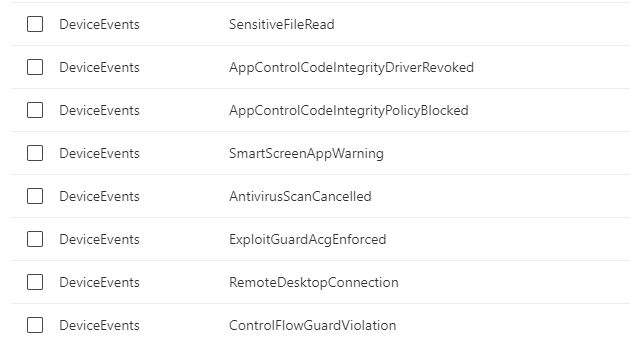 DeviceEvents SensitiveFileRead
DeviceEvents AppControlCodeIntegrityDriverRevoked
DeviceEvents AppControlCodeIntegrityPolicyBlocked
DeviceEvents SmartScreenAppWarning
DeviceEvents AntivirusScanCancelled
DeviceEvents ExploitGuardAcgEnforced
DeviceEvents RemoteDesktopConnection
DeviceEvents ControlFlowGuardViolation